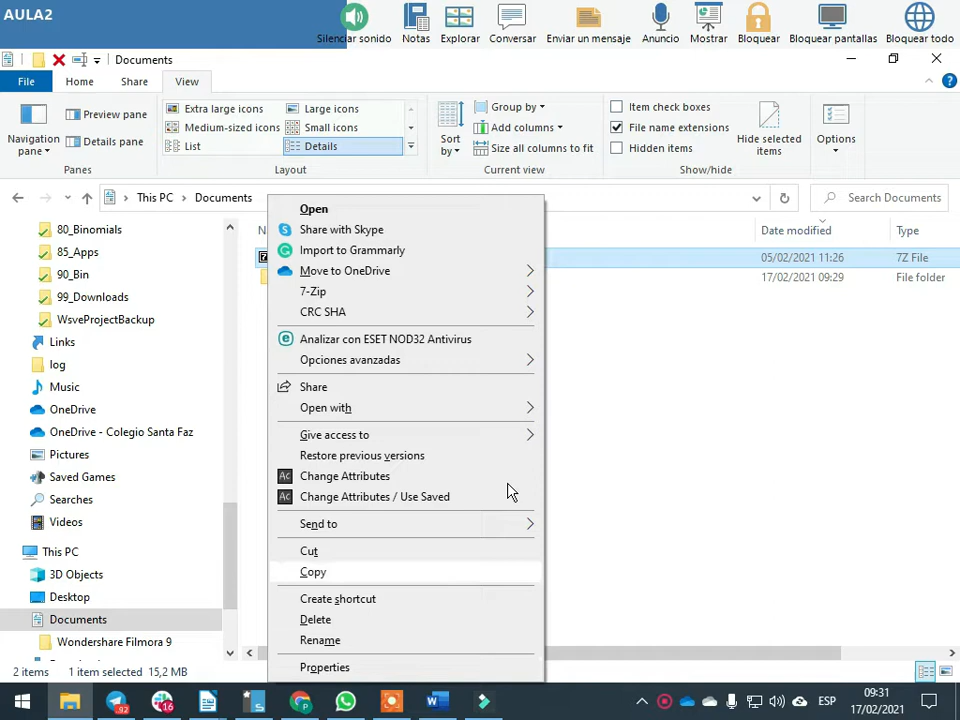 AULA2
Silenciar sonido Notas Explorar Conversar Enviar un mensaje Anuncio Mostrar Bloquear Bloquear pantallas Bloquear todo
Documents
File Home Share View
Navigation pane
Preview pane
Details pane
Panes
Extra large icons Large icons
Medium-sized icons Small icons
List Details
Layout
Sort by
Group by
Add columns
Size all columns to fit
Current view
Item check boxes
File name extensions
Hidden items
Hide selected items
Show/hide
Options
This PC Documents
Search Documents
Date modified Type
05/02/2021 11:26 7Z File
17/02/2021 09:29 File folder
80_Binomials
85_Apps
90_Bin
99_Downloads
WsveProjectBackup
Links
log
Music
OneDrive
OneDrive - Colegio Santa Faz
Pictures
Saved Games
Searches
Videos
This PC
3D Objects
Desktop
Documents
Wondershare Filmora 9
Open
Share with Skype
Import to Grammarly
Move to OneDrive
7-Zip
CRC SHA
Analizar con ESET NOD32 Antivirus
Opciones avanzadas
Share
Open with
Give access to
Restore previous versions
Change Attributes
Change Attributes / Use Saved
Send to
Cut
Copy
Create shortcut
Delete
Rename
Properties
2 items 1 item selected 15,2 MB
92
16
ESP
09:31
17/02/2021